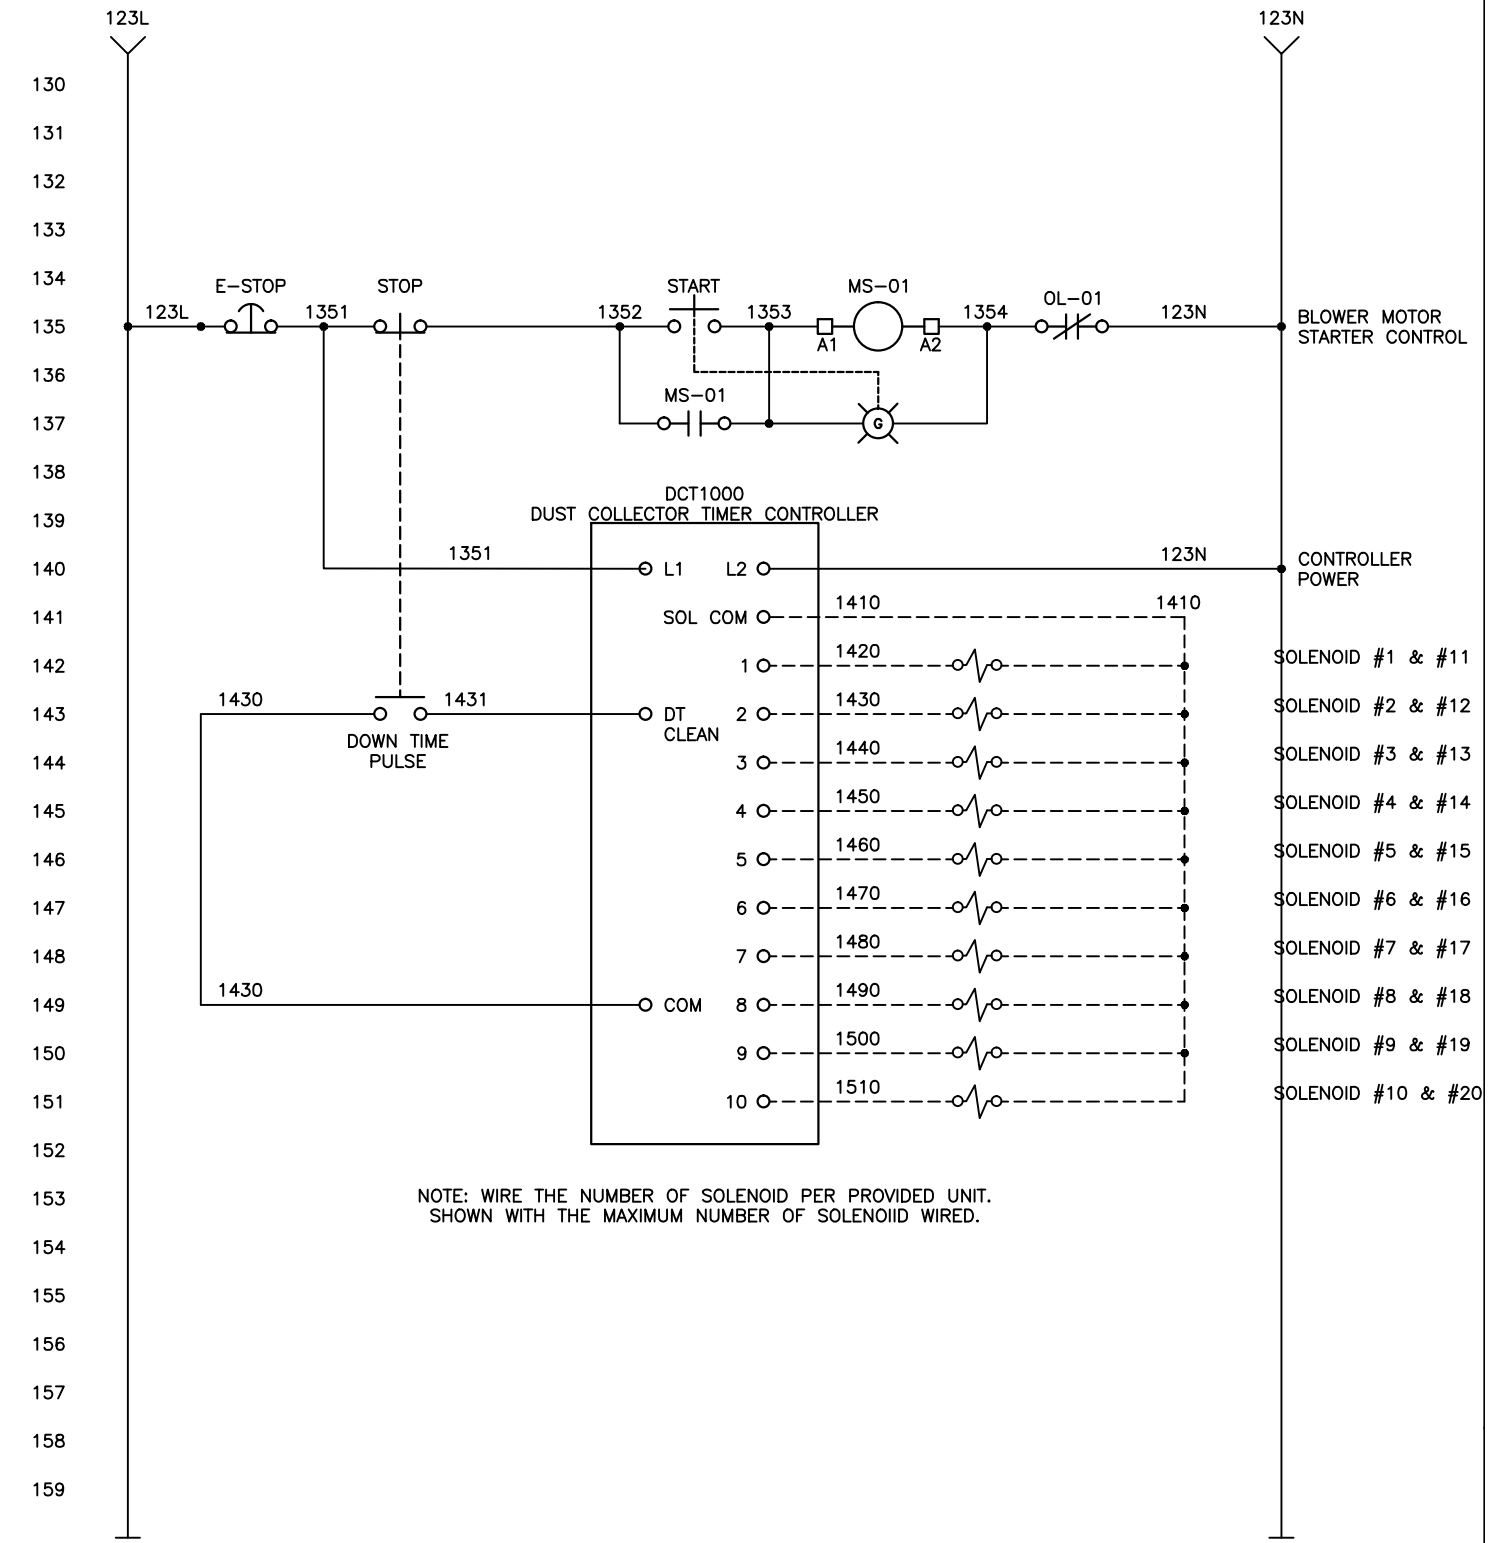 123L 123N
130
131
132
133
134 E-STOP STOP START MS-01
135 123L 1351 1352 1353 1354 OL-01 123N BLOWER MOTOR
A1 A2 STARTER CONTROL
136
MS-01
137 G
138
DCT1000
139 DUST COLLECTOR TIMER CONTROLLER
1351 123N
140 L1 L2 CONTROLLER
POWER
1410 1410
141 SOL COM
1420
142 1 SOLENOID #1 & #11
1430 1431 1430
143 DT 2 SOLENOID #2 & #12
DOWN TIME CLEAN
PULSE
1440
144 3 SOLENOID #3 & #13
1450
145 4 SOLENOID #4 & #14
1460
146 5 SOLENOID #5 & #15
1470
147 6 SOLENOID #6 & #16
1480
148 7 SOLENOID #7 & #17
1430 1490
149 COM 8 SOLENOID #8 & #18
1500
150 9 SOLENOID #9 & #19
1510
151 10 SOLENOID #10 & #20
152
153 NOTE: WIRE THE NUMBER OF SOLENOID PER PROVIDED UNIT.
SHOWN WITH THE MAXIMUM NUMBER OF SOLENOIID WIRED.
154
155
156
157
158
159